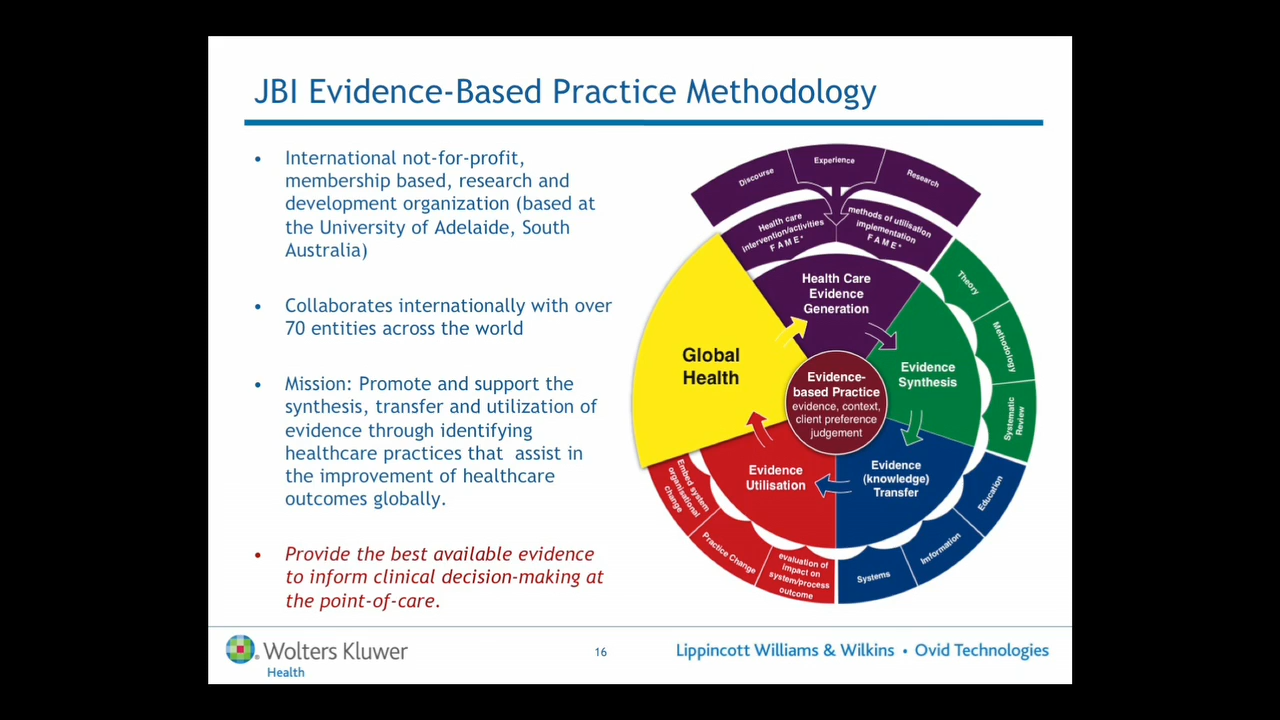 JBI Evidence-Based Practice Methodology
• International not-for-profit,
membership based, research and
development organization (based at
the University of Adelaide, South
Australia)
• Collaborates internationally with over
70 entities across the world
• Mission: Promote and support the
synthesis, transfer and utilization of
evidence through identifying
healthcare practices that assist in
the improvement of healthcare
outcomes globally.
• Provide the best available evidence
to inform clinical decision-making at
the point-of-care.
Discourse
Experience
Research
Health care
intervention/activities
F A M E *
methods of utilisation
implementation
F A M E *
Health Care
Evidence
Generation
Theory
Methodology
Systematic
Review
Evidence
Synthesis
Global
Health
Evidence-
based Practice
evidence, context,
client preference
judgement
Evidence
(knowledge)
Transfer
Education
Information
Systems
Evidence
Utilisation
evaluation of
impact on
system/process
outcome
Practice Change
Embed system
organisational
change
Wolters Kluwer
Health
16
Lippincott Williams & Wilkins • Ovid Technologies